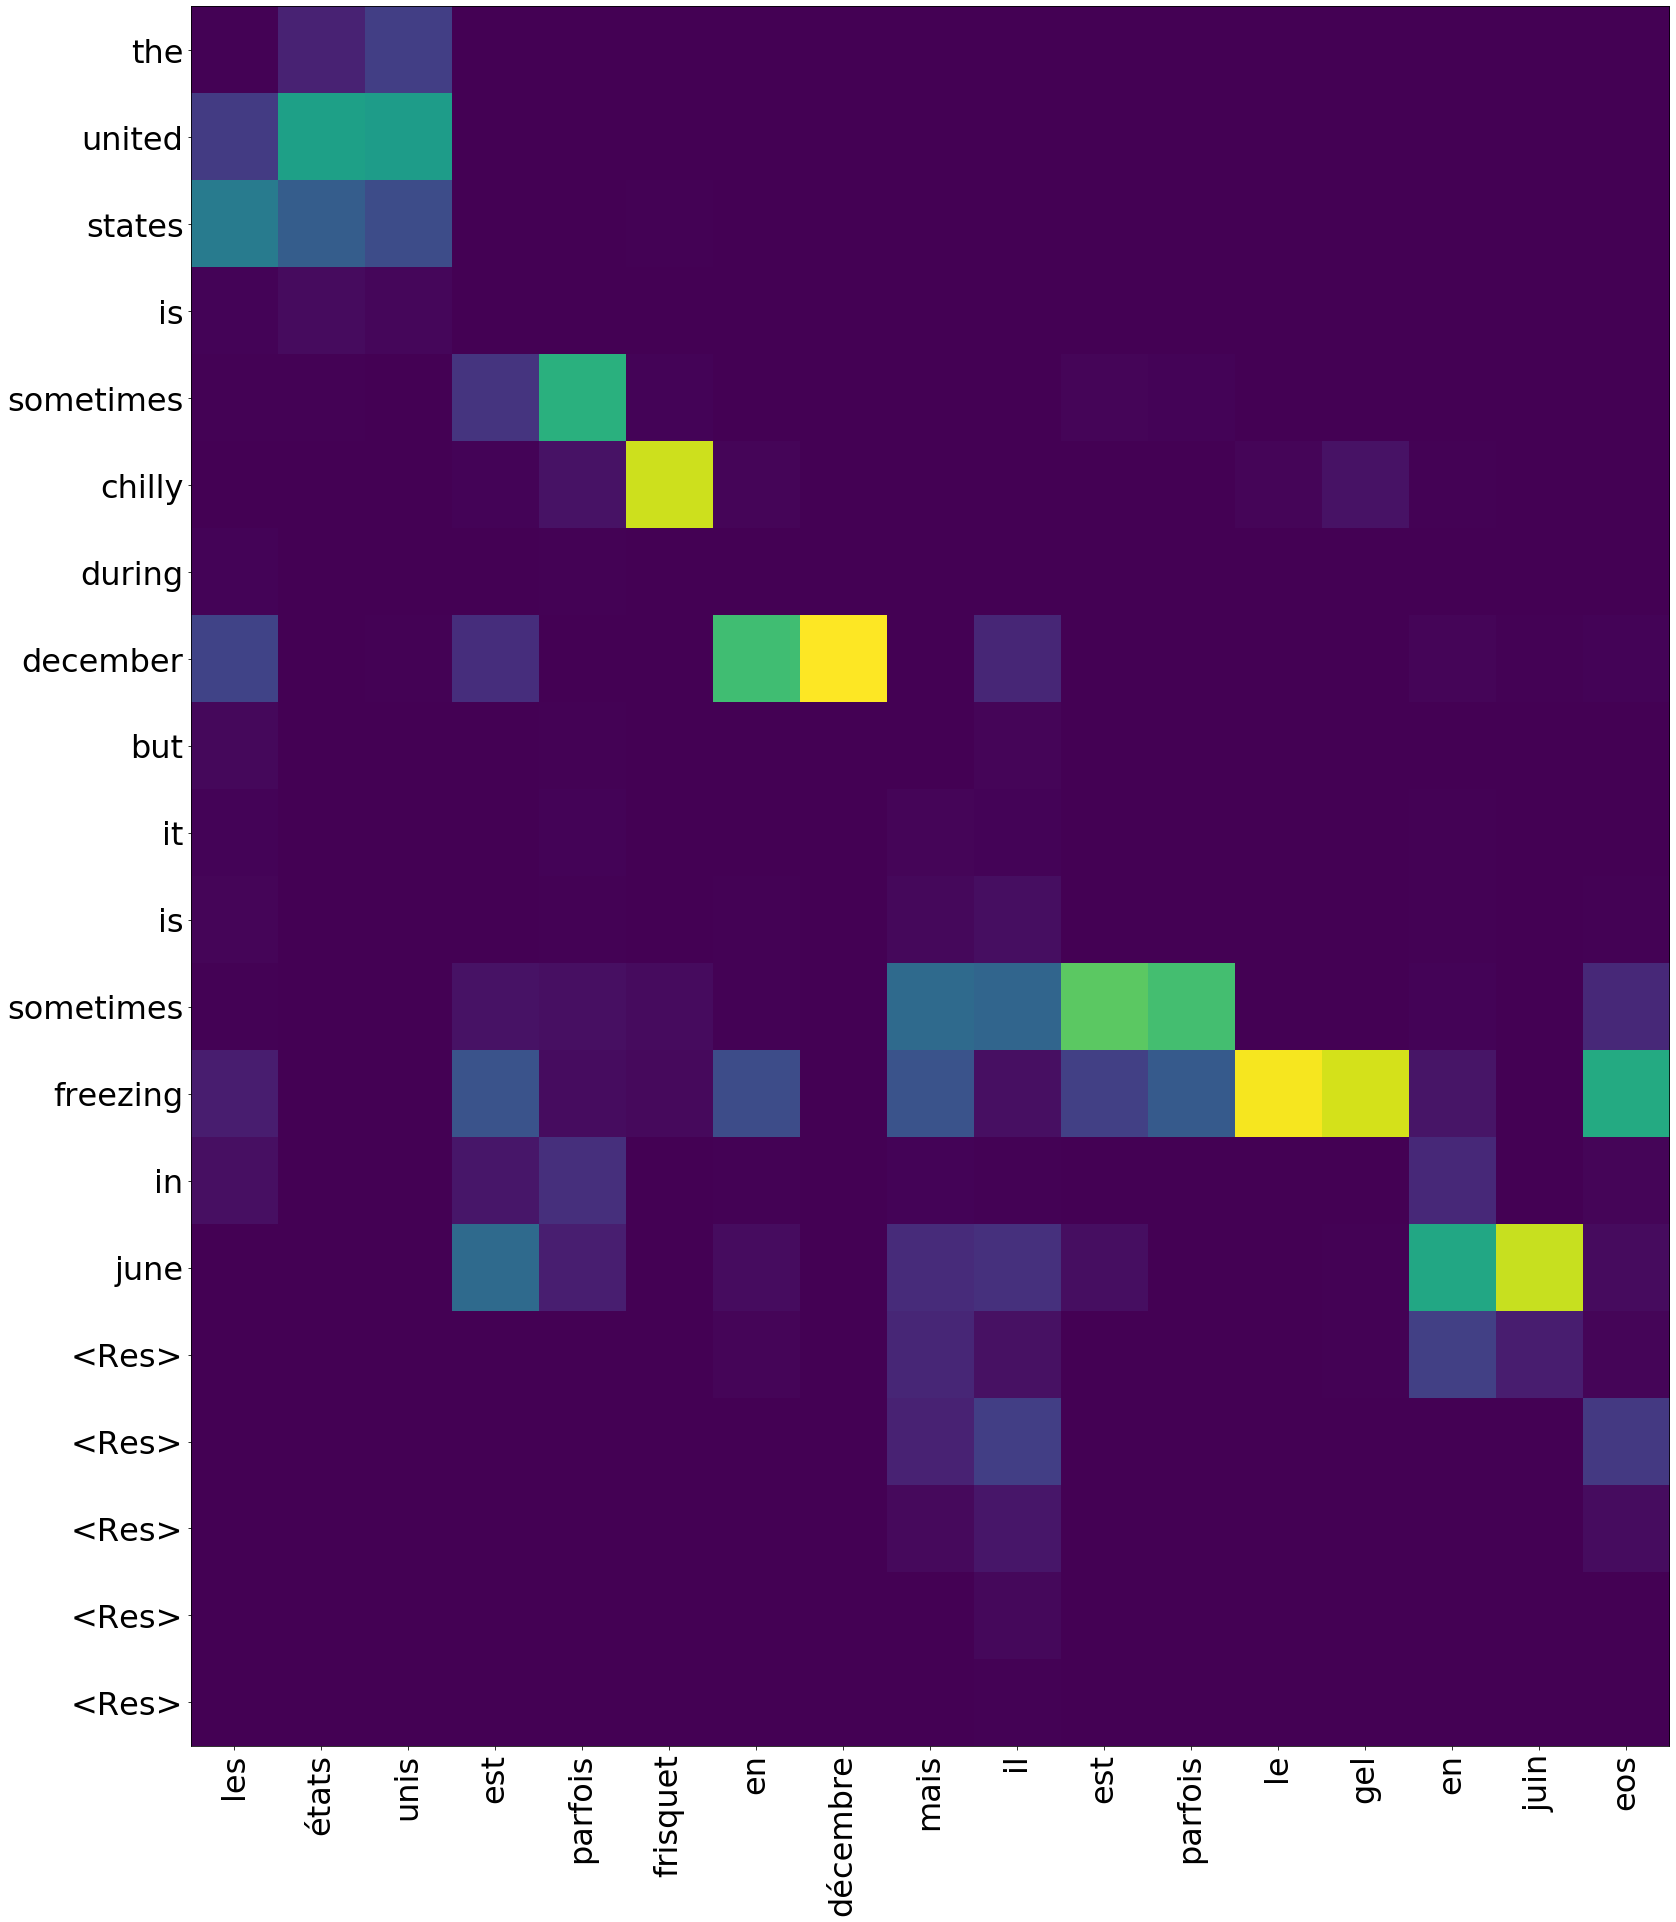 the
united
states
is
sometimes
chilly
during
december
but
it
is
sometimes
freezing
in
june
<Res>
<Res>
<Res>
<Res>
<Res>
les
états
unis
est
parfois
frisquet
en
décembre
mais
il
est
parfois
le
gel
en
juin
eos